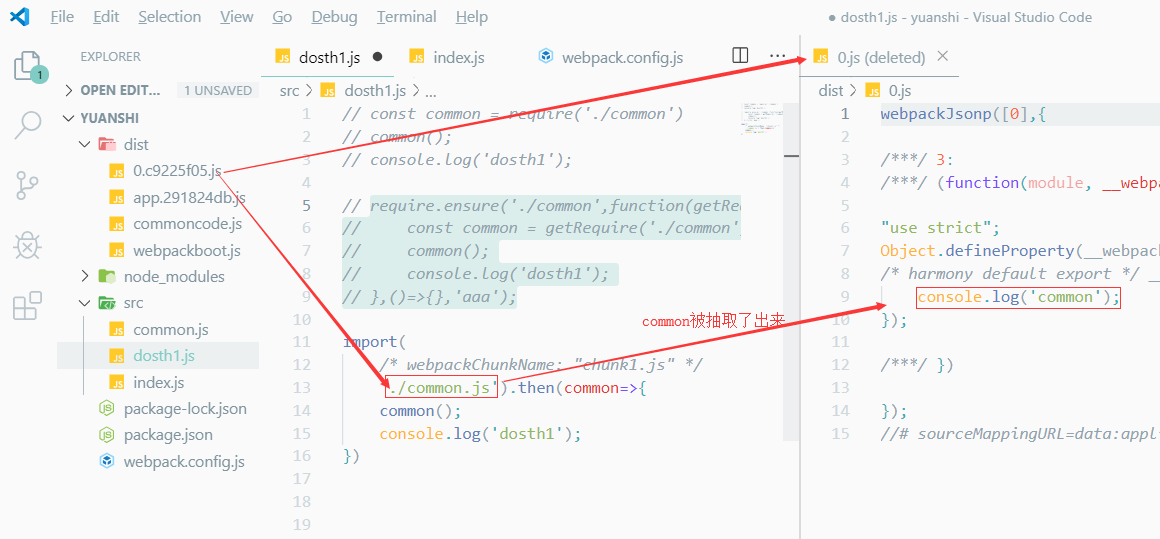 File Edit Selection View Go Debug Terminal Help ● dosth1.js - yuanshi - Visual Studio Code
EXPLORER
OPEN EDIT... 1 UNSAVED
YUANSHI
dist
0.c9225f05.js
app.291824db.js
commoncode.js
webpackboot.js
node_modules
src
common.js
dosth1.js
index.js
package-lock.json
package.json
webpack.config.js
1
JS dosth1.js ● JS index.js webpack.config.js ...
src > JS dosth1.js > ...
1 // const common = require('./common')
2 // common();
3 // console.log('dosth1');
4
5 // require.ensure('./common',function(getRe
6 // const common = getRequire('./common'
7 // common();
8 // console.log('dosth1');
9 // },()=>{},'aaa');
10
11 import(
12 /* webpackChunkName: "chunk1.js" */
13 './common.js').then(common=>{
14 common();
15 console.log('dosth1');
16 })
17
18
19
common被抽取了出来
JS 0.js (deleted) ×
dist > JS 0.js
1 webpackJsonp([0],{
2
3 /***/ 3:
4 /***/ (function(module, __webpa
5
6 "use strict";
7 Object.defineProperty(__webpack
8 /* harmony default export */ __
9 console.log('common');
10 });
11
12 /***/ })
13
14 });
15 //# sourceMappingURL=data:appl